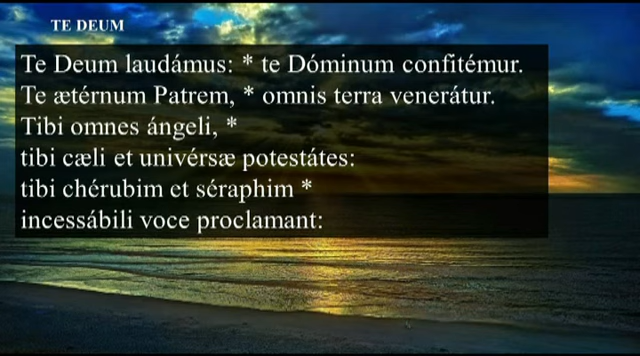 TE DEUM
Te Deum laudámus: * te Dóminum confitémur.
Te ætérnum Patrem, * omnis terra venerátur.
Tibi omnes ángeli, *
tibi cæli et univérsæ potestátes:
tibi chérubim et séraphim *
incessábili voce proclamant: